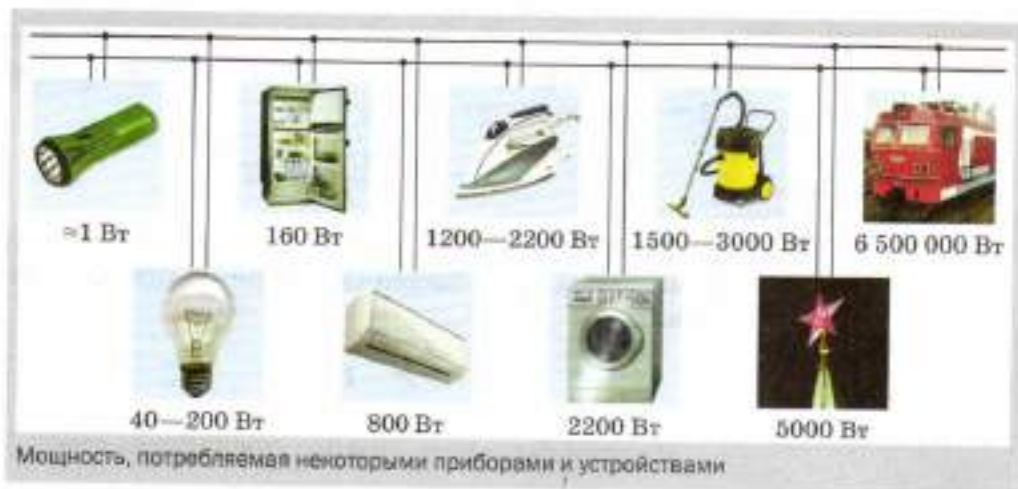 ≈1 Вт
160 Вт
1200—2200 Вт
1500—3000 Вт
6 500 000 Вт
40—200 Вт
800 Вт
2200 Вт
5000 Вт
Мощность, потребляемая некоторыми приборами и устройствами